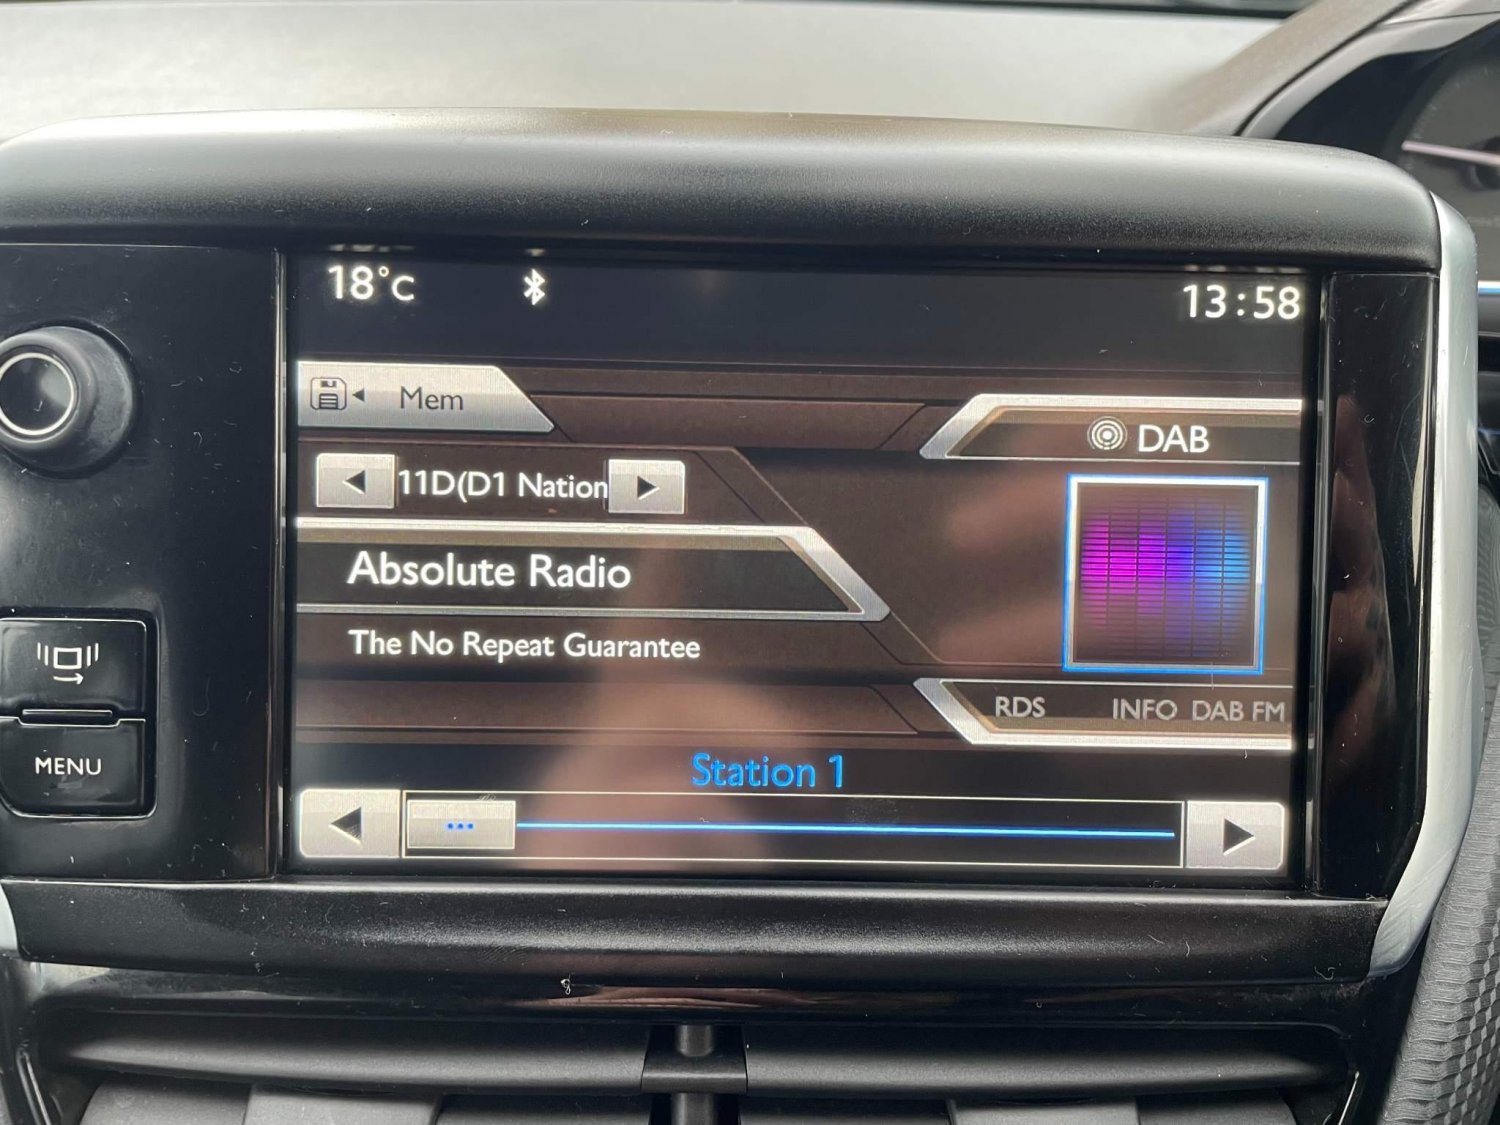 18°C
13:58
Mem
DAB
11D(D1 Nation
Absolute Radio
The No Repeat Guarantee
RDS INFO DAB FM
MENU
Station 1